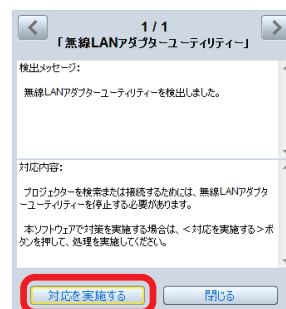 1 / 1
「無線LANアダプターユーティリティー」
検出メッセージ:
無線LANアダプターユーティリティーを検出しました。
対応内容:
プロジェクターを検索または接続するためには、無線LANアダプタ
ーユーティリティーを停止する必要があります。
本ソフトウェアで対策を実施する場合は、<対応を実施する>ボ
タンを押して、処理を実施してください。
対応を実施する
閉じる